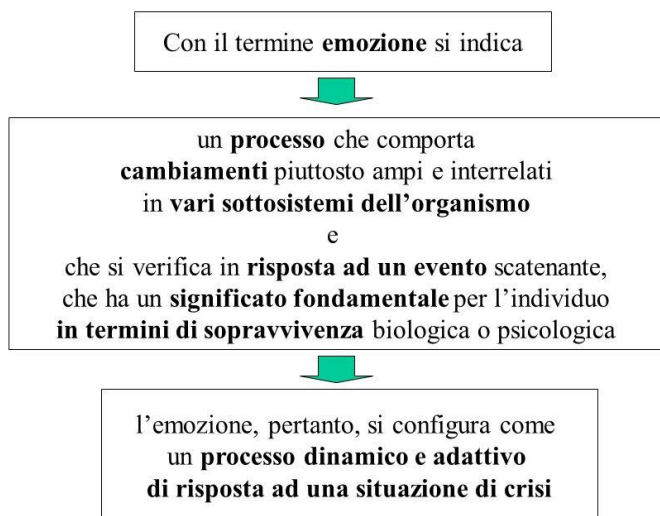 Con il termine emozione si indica
un processo che comporta
cambiamenti piuttosto ampi e interrelati
in vari sottosistemi dell'organismo
e
che si verifica in risposta ad un evento scatenante,
che ha un significato fondamentale per l'individuo
in termini di sopravvivenza biologica o psicologica
l'emozione, pertanto, si configura come
un processo dinamico e adattivo
di risposta ad una situazione di crisi